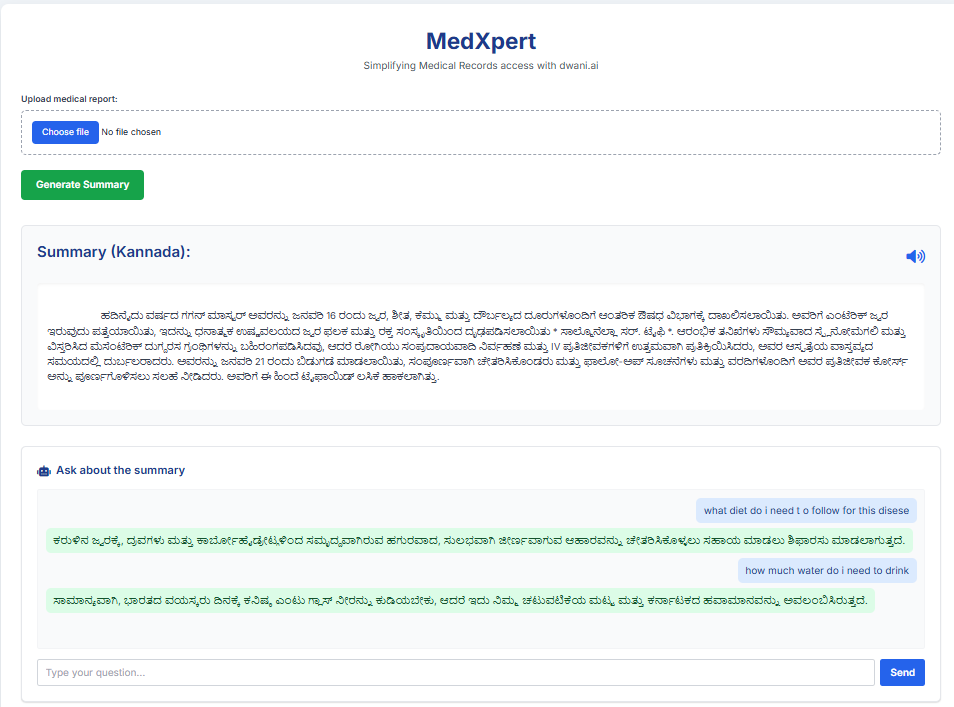 MedXpert
Simplifying Medical Records access with dwani.ai
Upload medical report:
Choose file No file chosen
Generate Summary
Summary (Kannada):
ಹದಿನೈದು ವರ್ಷದ ಗಗನ್ ಮಾಸ್ಟರ್ ಅವರನ್ನು ಜನವರಿ 16 ರಂದು ಜ್ವರ, ಶೀತ, ಕೆಮ್ಮು ಮತ್ತು ದೌರ್ಬಲ್ಯದ ದೂರುಗಳೊಂದಿಗೆ ಆಂತರಿಕ ಔಷಧ ವಿಭಾಗಕ್ಕೆ ದಾಖಲಿಸಲಾಯಿತು. ಅವರಿಗೆ ಎಂಟೆರಿಕ್ ಜ್ವರ
ಇರುವುದು ಪತ್ತೆಯಾಯಿತು, ಇದನ್ನು ಧನಾತ್ಮಕ ಉಷ್ಣವಲಯದ ಜ್ವರ ಫಲಕ ಮತ್ತು ರಕ್ತ ಸಂಸ್ಕೃತಿಯಿಂದ ದೃಢಪಡಿಸಲಾಯಿತು * ಸಾಲ್ಮೊನೆಲ್ಲಾ ಸರ್. ಟೈಫಿ *. ಆರಂಭಿಕ ತನಿಖೆಗಳು ಸೌಮ್ಯವಾದ ಸ್ಪ್ಲೆನೋಮೆಗಲಿ ಮತ್ತು
ವಿಸ್ತರಿಸಿದ ಮೆಸೆಂಟೆರಿಕ್ ದುಗ್ಧರಸ ಗ್ರಂಥಿಗಳನ್ನು ಬಹಿರಂಗಪಡಿಸಿದವು, ಆದರೆ ರೋಗಿಯು ಸಂಪ್ರದಾಯವಾದಿ ನಿರ್ವಹಣೆ ಮತ್ತು IV ಪ್ರತಿಜೀವಕಗಳಿಗೆ ಉತ್ತಮವಾಗಿ ಪ್ರತಿಕ್ರಿಯಿಸಿದರು, ಅವರ ಆಸ್ಪತ್ರೆಯ ವಾಸ್ತವ್ಯದ
ಸಮಯದಲ್ಲಿ ದುರ್ಬಲರಾದರು. ಅವರನ್ನು ಜನವರಿ 21 ರಂದು ಬಿಡುಗಡೆ ಮಾಡಲಾಯಿತು, ಸಂಪೂರ್ಣವಾಗಿ ಚೇತರಿಸಿಕೊಂಡರು ಮತ್ತು ಫಾಲೋ-ಅಪ್ ಸೂಚನೆಗಳು ಮತ್ತು ವರದಿಗಳೊಂದಿಗೆ ಅವರ ಪ್ರತಿಜೀವಕ ಕೋರ್ಸ್
ಅನ್ನು ಪೂರ್ಣಗೊಳಿಸಲು ಸಲಹೆ ನೀಡಿದರು. ಅವರಿಗೆ ಈ ಹಿಂದೆ ಟೈಫಾಯಿಡ್ ಲಸಿಕೆ ಹಾಕಲಾಗಿತ್ತು.
Ask about the summary
what diet do i need t o follow for this disese
ಕರುಳಿನ ಜ್ವರಕ್ಕೆ, ದ್ರವಗಳು ಮತ್ತು ಕಾರ್ಬೋಹೈಡ್ರೇಟ್ಗಳಿಂದ ಸಮೃದ್ಧವಾಗಿರುವ ಹಗುರವಾದ, ಸುಲಭವಾಗಿ ಜೀರ್ಣವಾಗುವ ಆಹಾರವನ್ನು ಚೇತರಿಸಿಕೊಳ್ಳಲು ಸಹಾಯ ಮಾಡಲು ಶಿಫಾರಸು ಮಾಡಲಾಗುತ್ತದೆ.
how much water do i need to drink
ಸಾಮಾನ್ಯವಾಗಿ, ಭಾರತದ ವಯಸ್ಕರು ದಿನಕ್ಕೆ ಕನಿಷ್ಠ ಎಂಟು ಗ್ಲಾಸ್ ನೀರನ್ನು ಕುಡಿಯಬೇಕು, ಆದರೆ ಇದು ನಿಮ್ಮ ಚಟುವಟಿಕೆಯ ಮಟ್ಟ ಮತ್ತು ಕರ್ನಾಟಕದ ಹವಾಮಾನವನ್ನು ಅವಲಂಬಿಸಿರುತ್ತದೆ.
Type your question...
Send